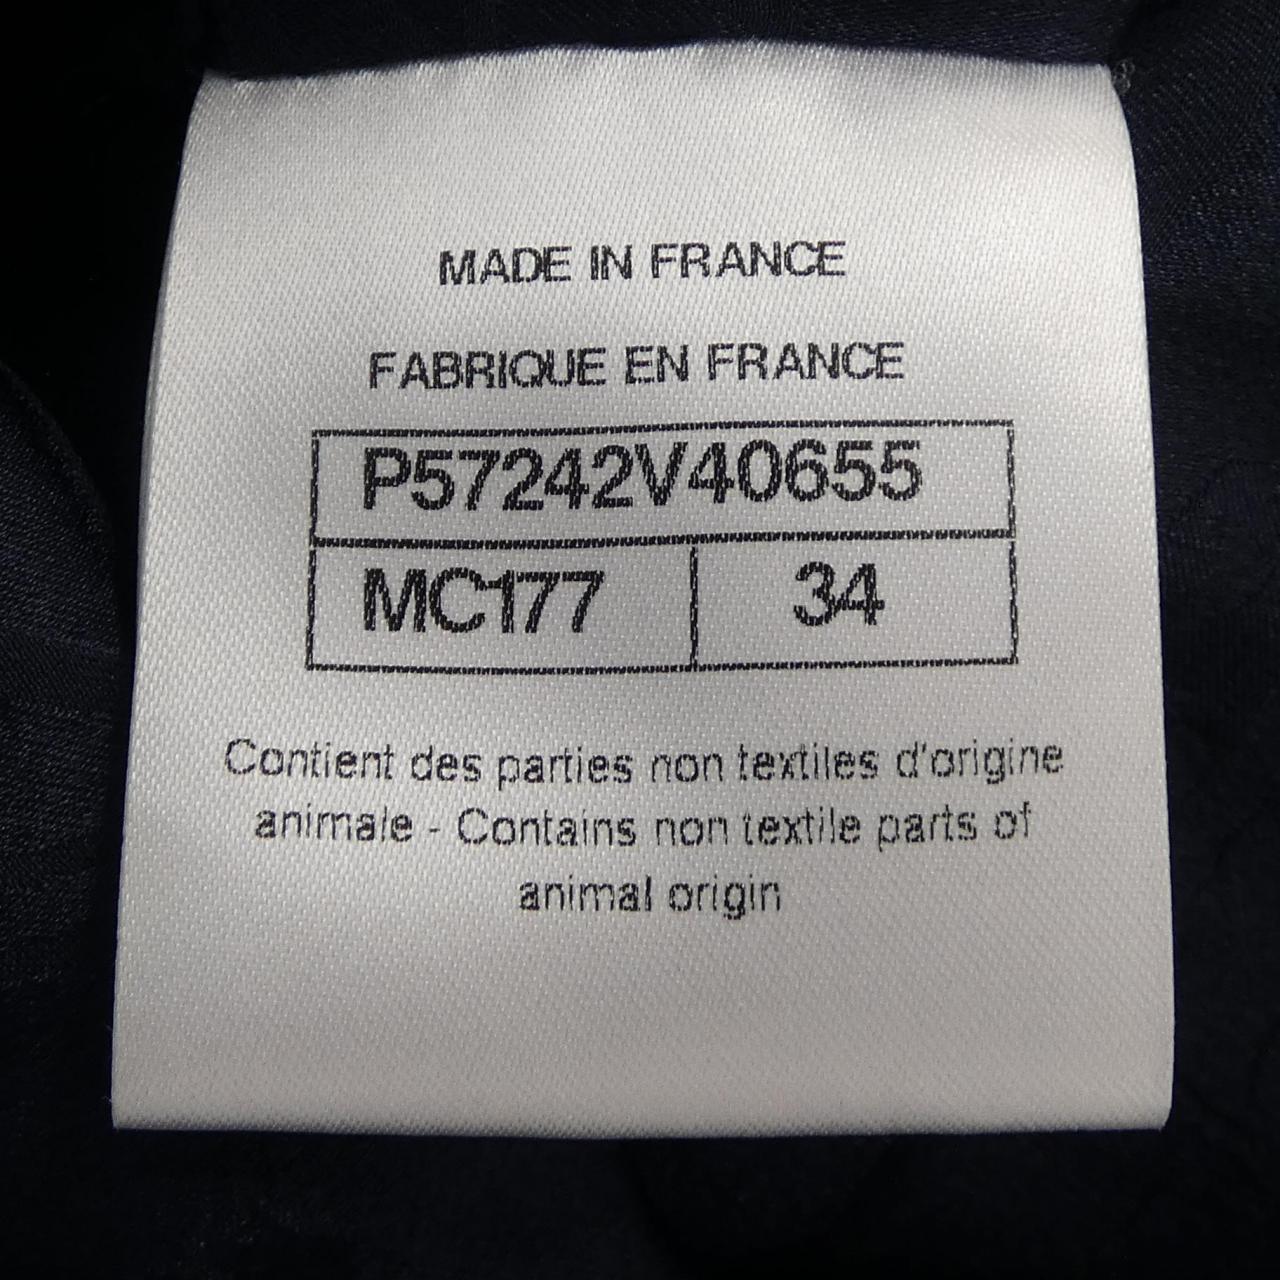 MADE IN FRANCE
FABRIQUE EN FRANCE
P57242V40655
MC177 34
Contient des parties non textiles d'origine
animale - Contains non textile parts of
animal origin